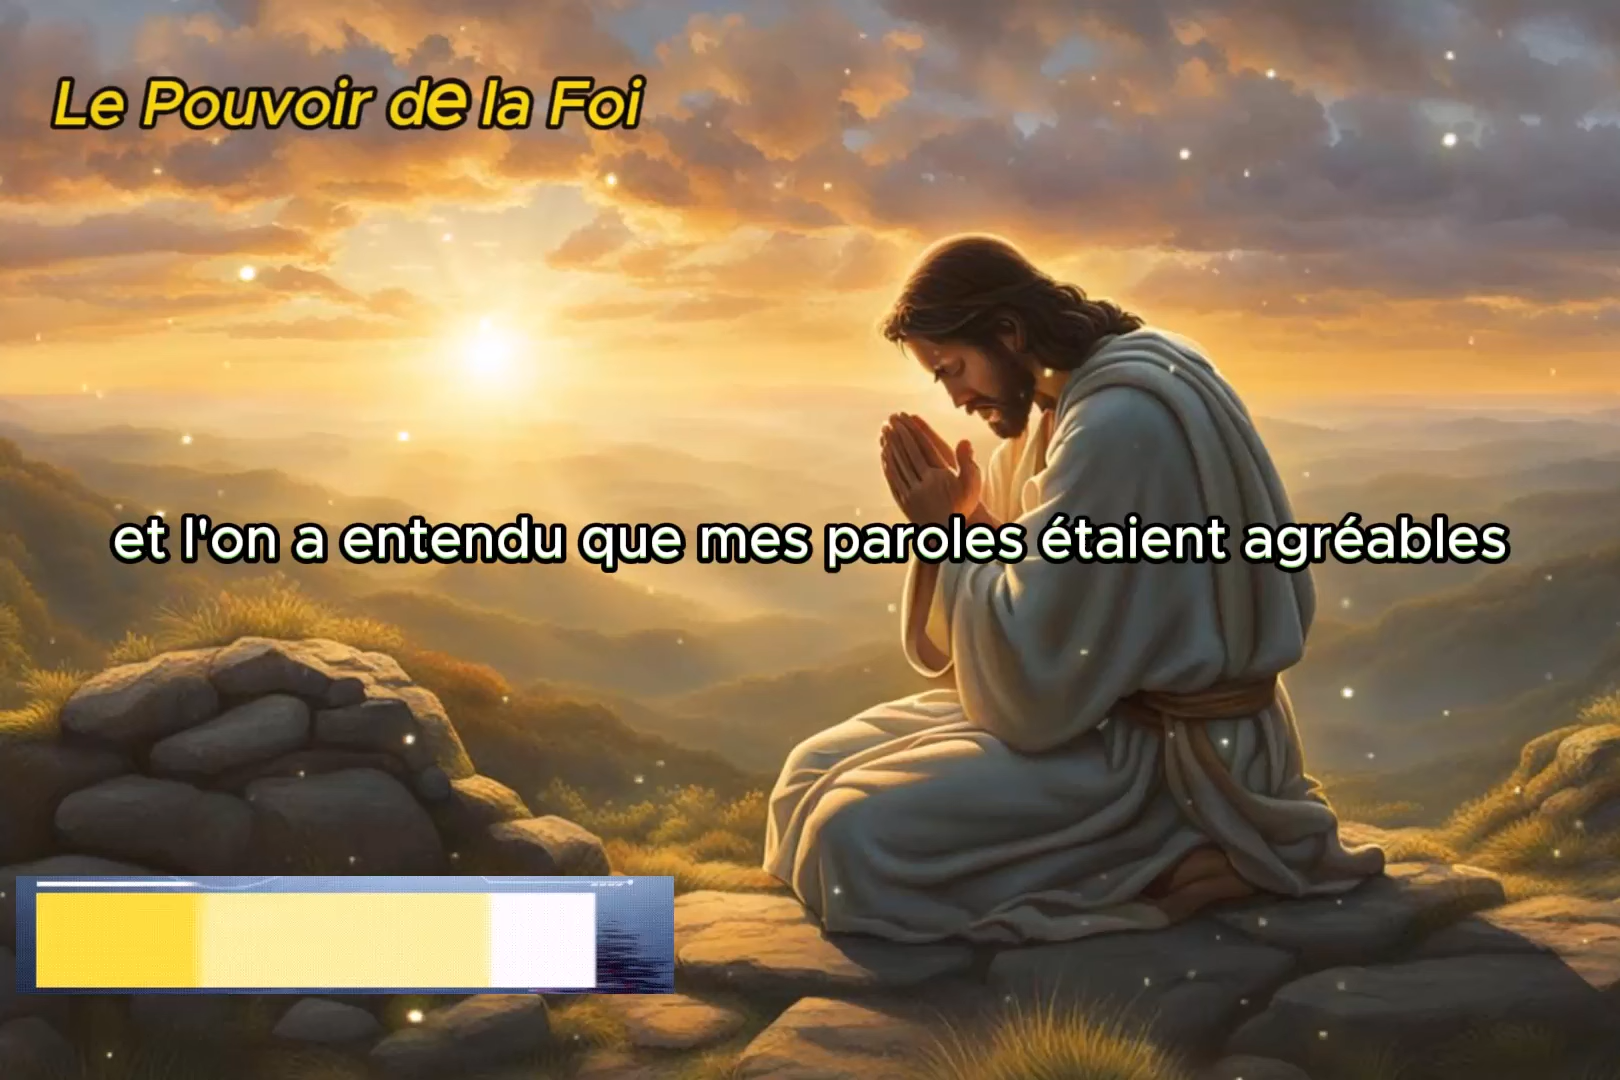 Le Pouvoir de la Foi
et l'on a entendu que mes paroles étaient agréables